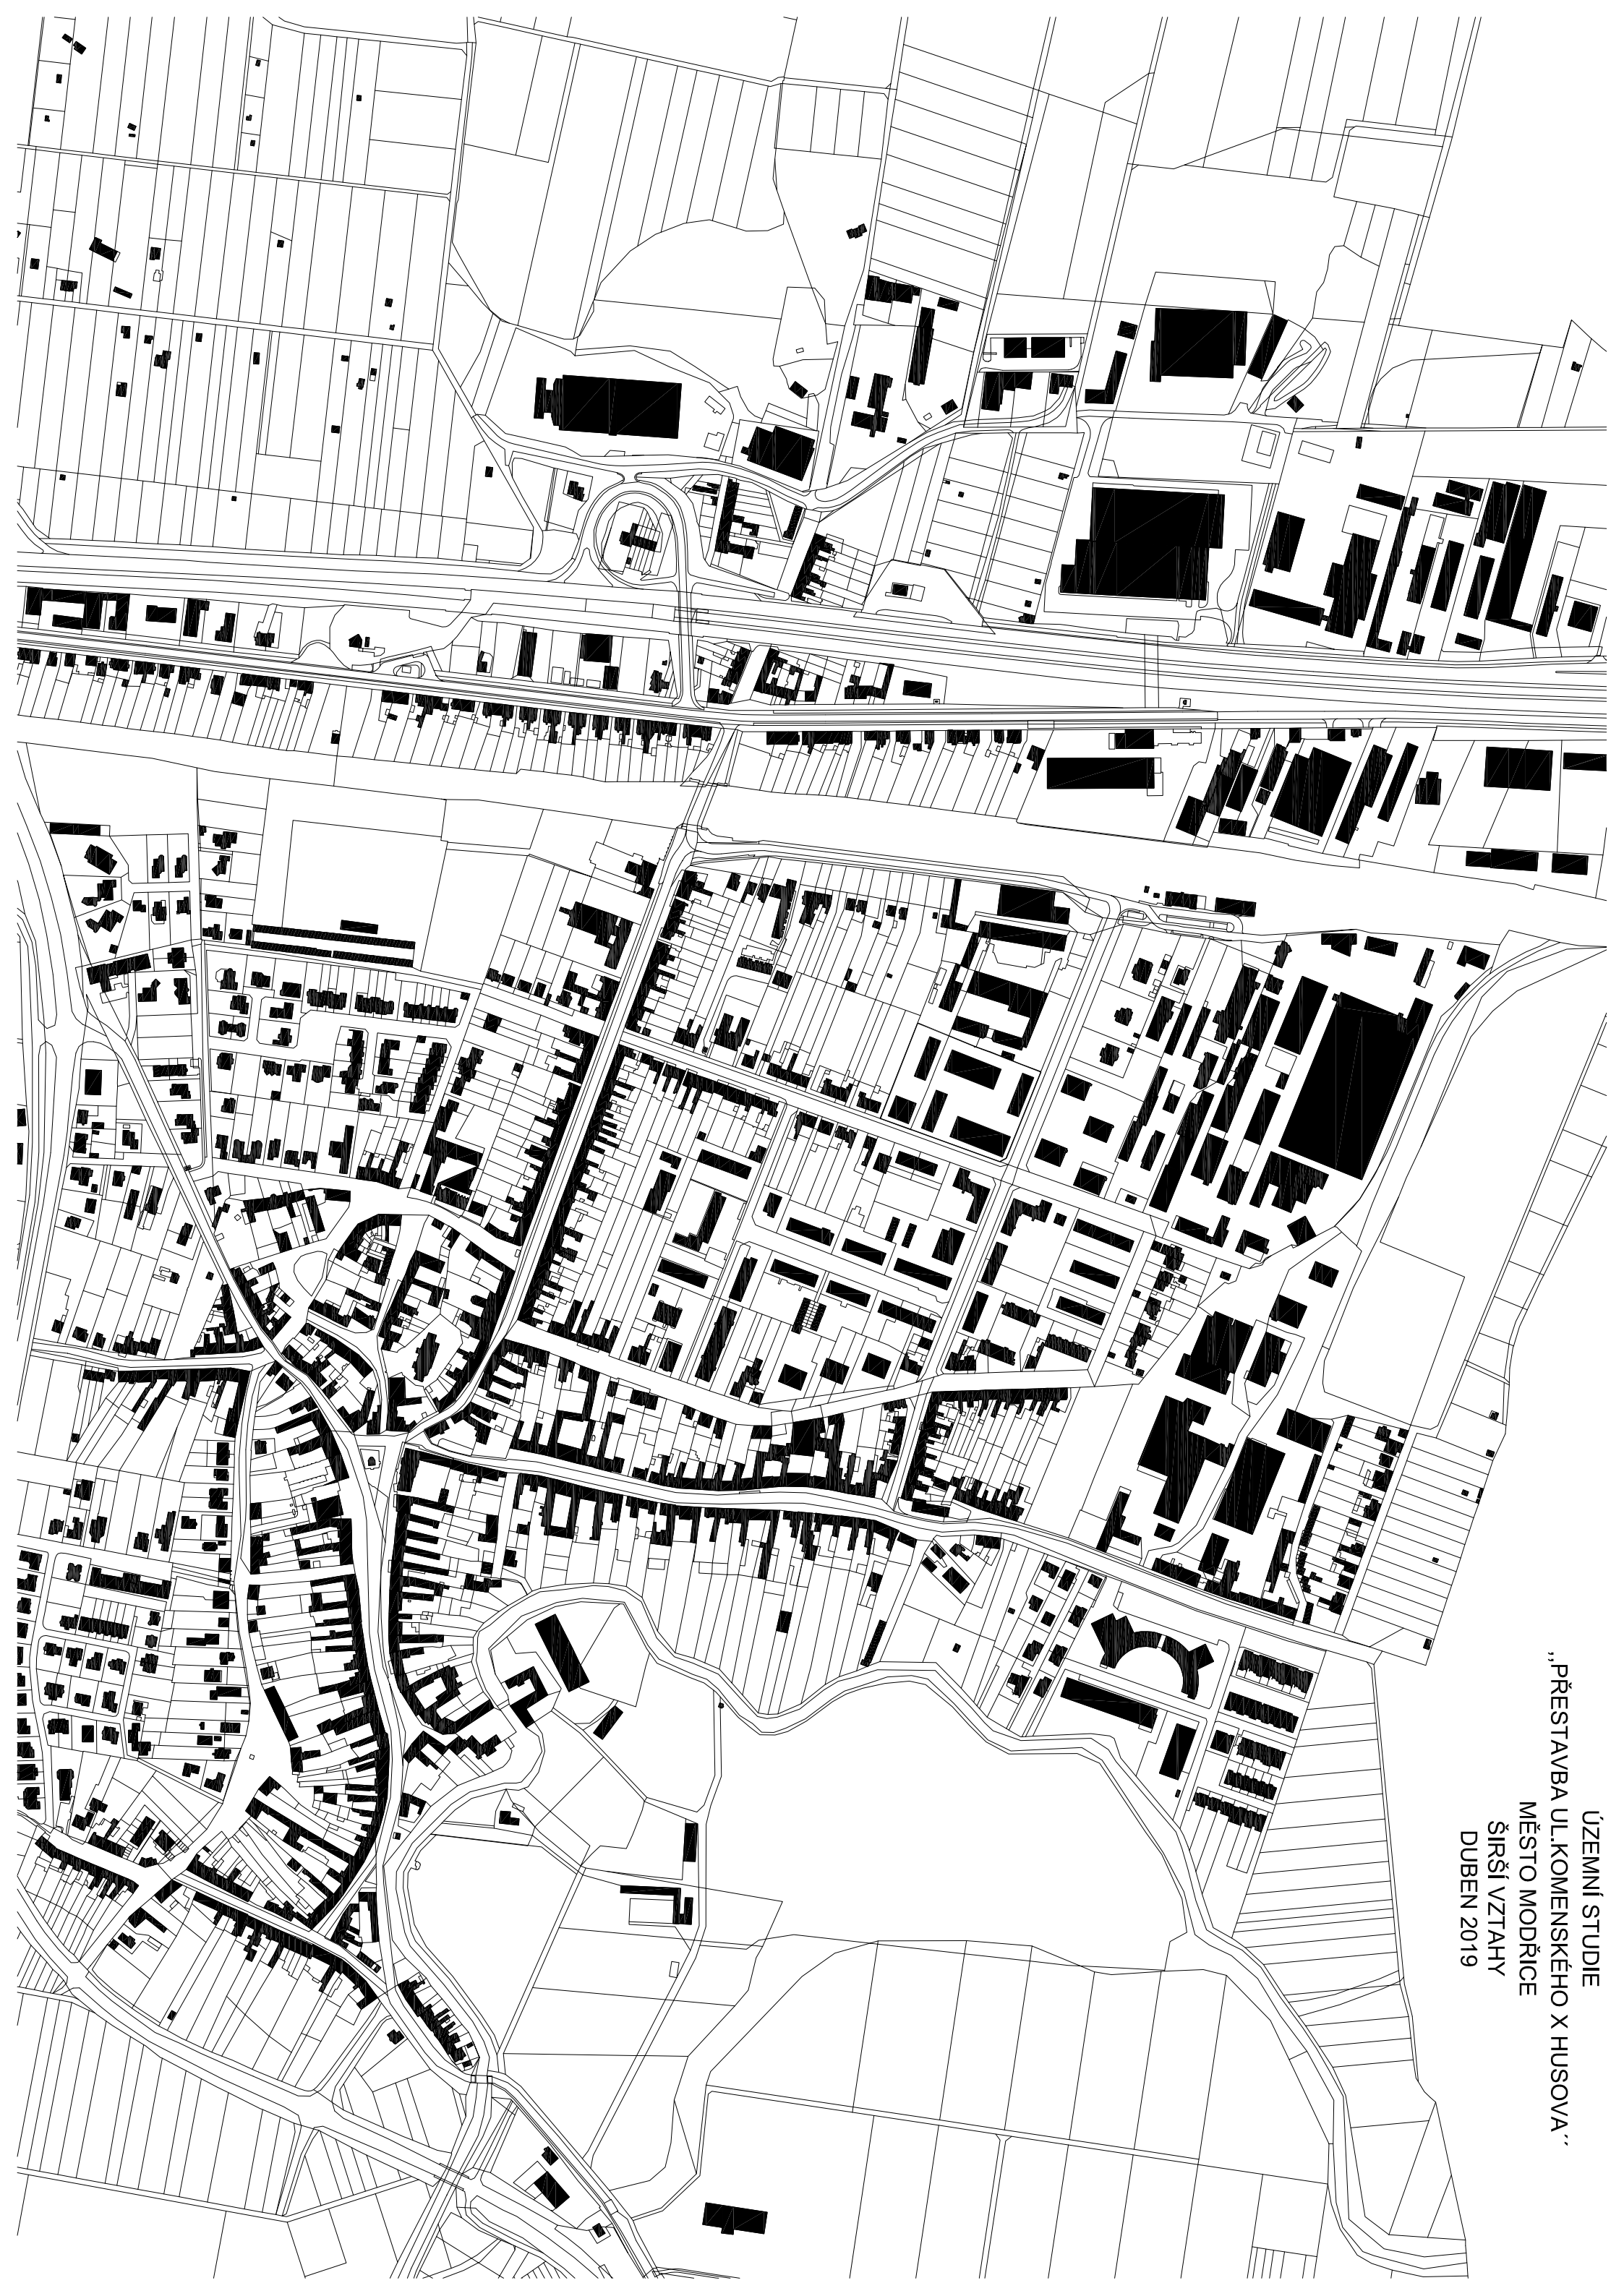 ÚZEMNÍ STUDIE
,,PŘESTAVBA UL.KOMENSKÉHO X HUSOVA´´
MĚSTO MODŘICE
ŠIRŠÍ VZTAHY
DUBEN 2019